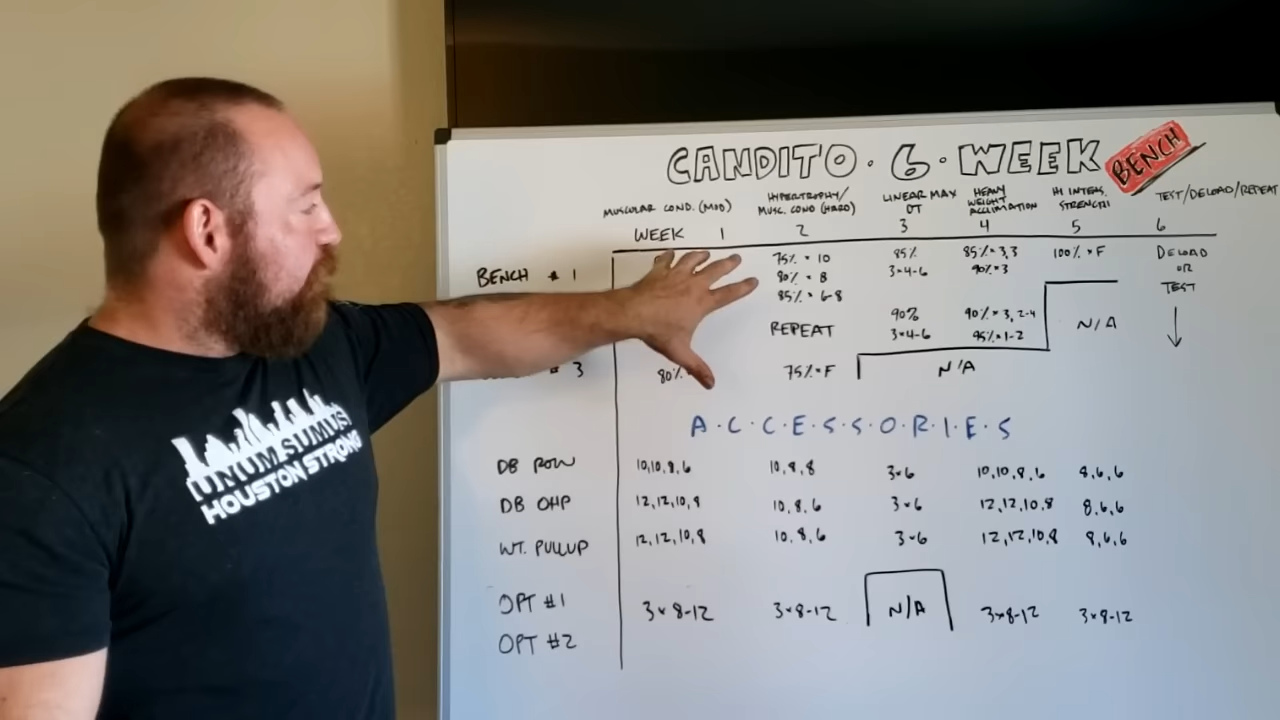 CANDITO · 6 · WEEK BENCH
MUSCULAR COND. (MOD) HYPERTROPHY/ MUSC. COND (HARD) LINEAR MAX OT HEAVY WEIGHT ACCLIMATION HI INTENS. STRENGTH TEST/DELOAD/REPEAT
WEEK 1 2 3 4 5 6
BENCH # 1 75% × 10 85% 85% × 3,3 100% × F DELOAD
80% × 8 3×4-6 90% × 3 OR
85% × 6-8 TEST
REPEAT 90% 90% × 3, 2-4 N/A
3×4-6 95% × 1-2
# 3 80% 75% × F N/A
A·C·C·E·S·S·O·R·I·E·S
DB ROW 10,10,8,6 10,8,8 3×6 10,10,8,6 8,6,6
DB OHP 12,12,10,8 10,8,6 3×6 12,12,10,8 8,6,6
WT. PULLUP 12,12,10,8 10,8,6 3×6 12,12,10,8 8,6,6
OPT #1 3×8-12 3×8-12 N/A 3×8-12 3×8-12
OPT #2
UNUM SUMUS
HOUSTON STRONG